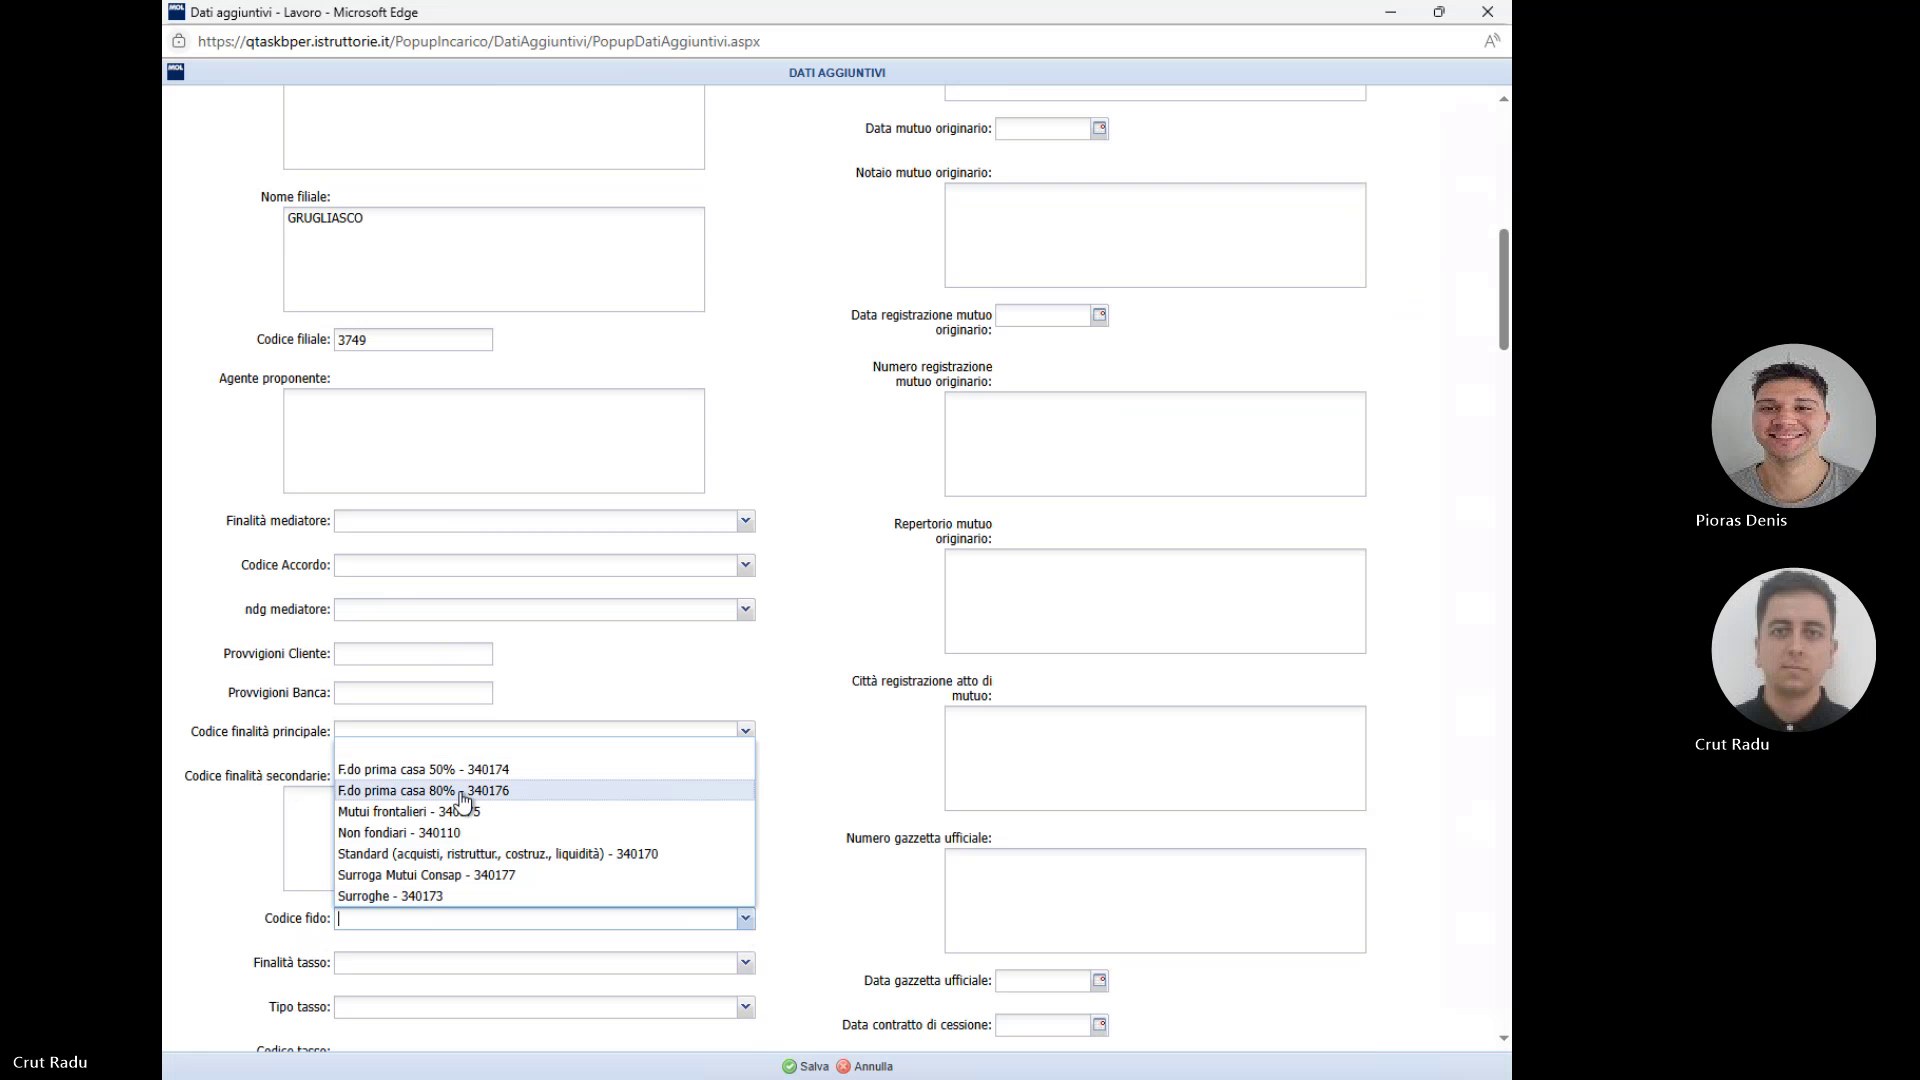 MOL Dati aggiuntivi - Lavoro - Microsoft Edge
https://qtaskbper.istruttorie.it/PopupIncarico/DatiAggiuntivi/PopupDatiAggiuntivi.aspx
MOL
DATI AGGIUNTIVI
Nome filiale:
GRUGLIASCO
Codice filiale: 3749
Agente proponente:
Finalità mediatore:
Codice Accordo:
ndg mediatore:
Provvigioni Cliente:
Provvigioni Banca:
Codice finalità principale:
Codice finalità secondarie:
F.do prima casa 50% - 340174
F.do prima casa 80% - 340176
Mutui frontalieri -
Non fondiari - 340110
Standard (acquisti, ristruttur., costruz., liquidità) - 340170
Surroga Mutui Consap - 340177
Surroghe - 340173
Codice fido:
Finalità tasso:
Tipo tasso:
Codice tasso:
Data mutuo originario:
Notaio mutuo originario:
Data registrazione mutuo
originario:
Numero registrazione
mutuo originario:
Repertorio mutuo
originario:
Città registrazione atto di
mutuo:
Numero gazzetta ufficiale:
Data gazzetta ufficiale:
Data contratto di cessione:
Salva Annulla
Pioras Denis
Crut Radu
Crut Radu